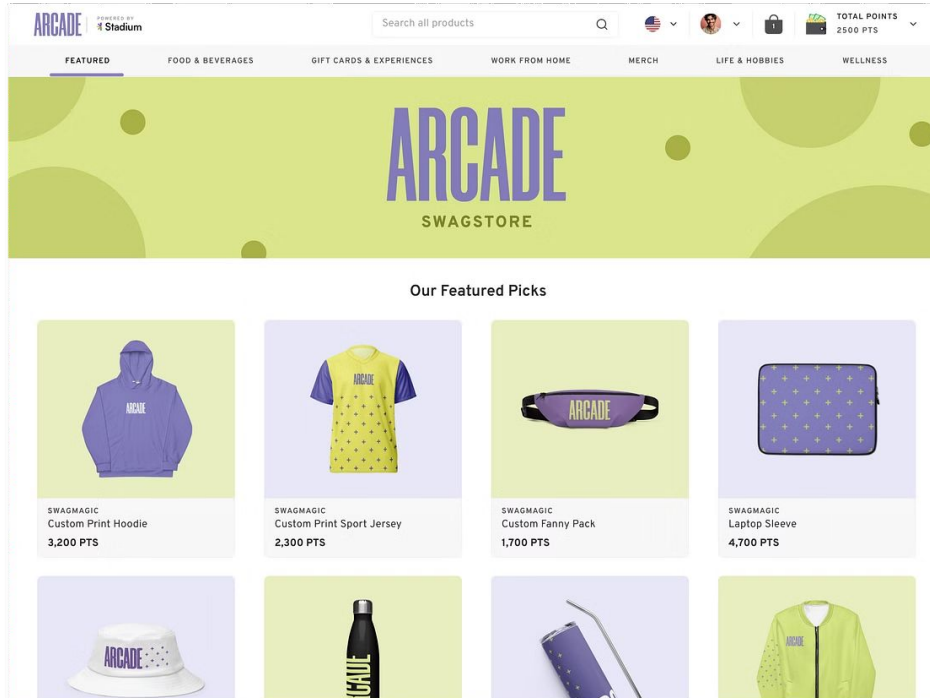 ARCADE
POWERED BY
Stadium
Search all products
1
TOTAL POINTS
2500 PTS
FEATURED
FOOD & BEVERAGES
GIFT CARDS & EXPERIENCES
WORK FROM HOME
MERCH
LIFE & HOBBIES
WELLNESS
ARCADE
SWAGSTORE
Our Featured Picks
ARCADE
ARCADE
ARCADE
SWAGMAGIC
Custom Print Hoodie
3,200 PTS
SWAGMAGIC
Custom Print Sport Jersey
2,300 PTS
SWAGMAGIC
Custom Fanny Pack
1,700 PTS
SWAGMAGIC
Laptop Sleeve
4,700 PTS
ARCADE
ARCADE